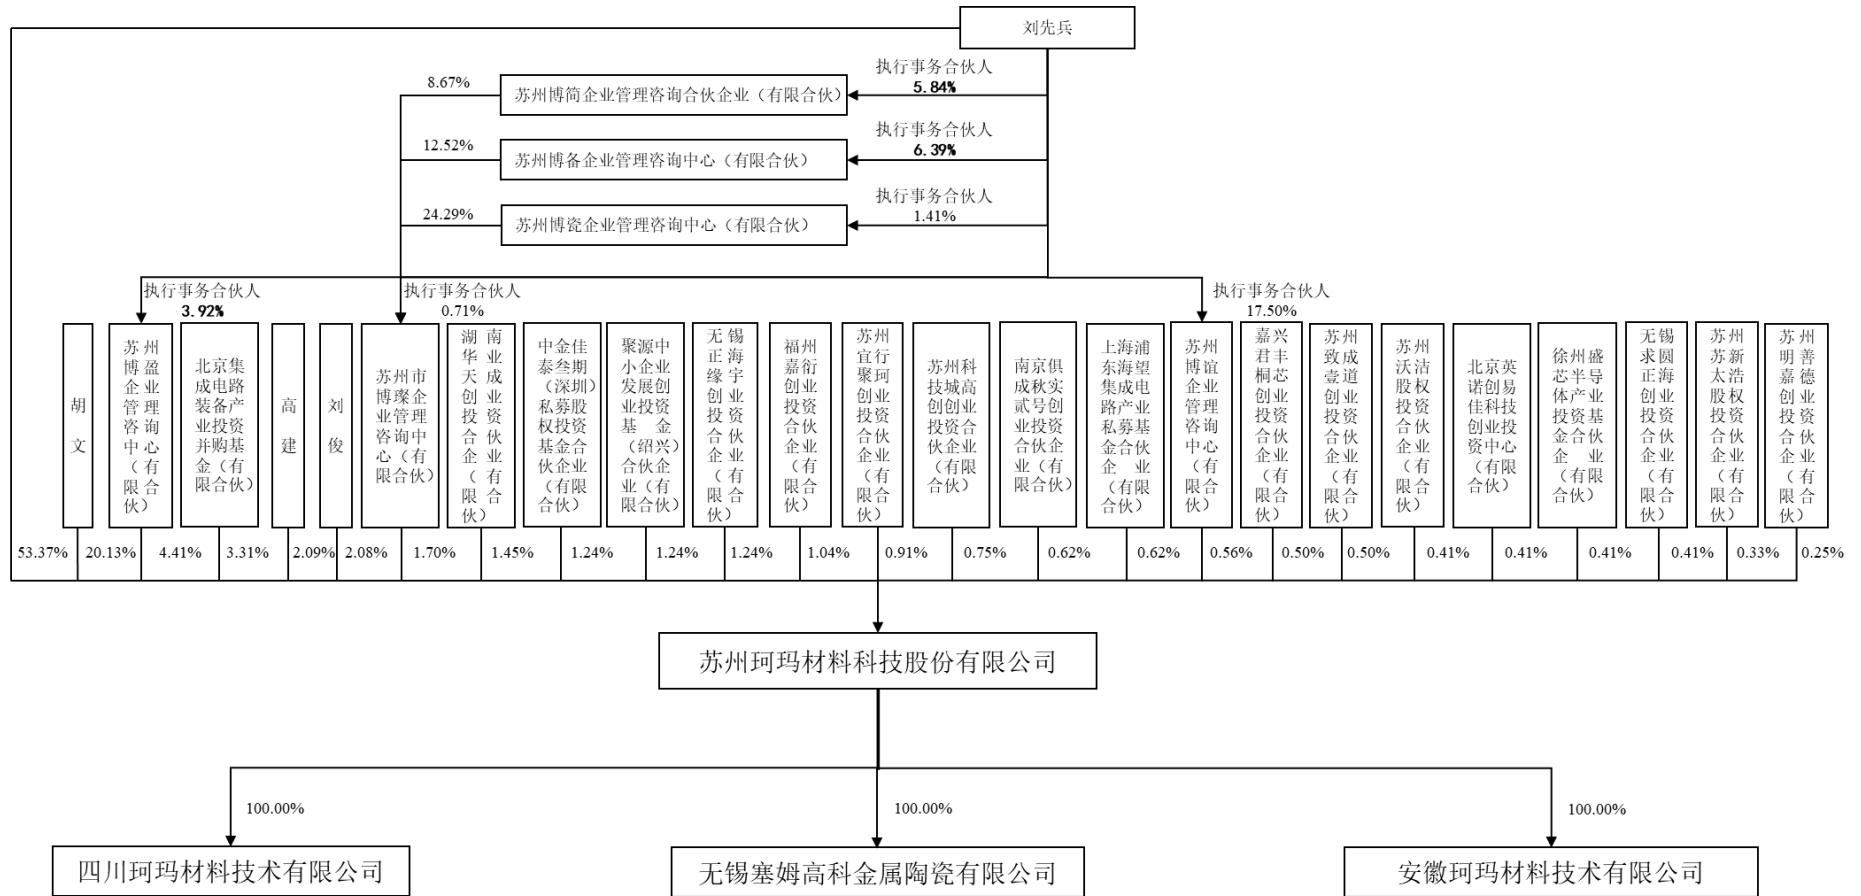 刘先兵
执行事务合伙人
8.67%
5.84%
苏州博简企业管理咨询合伙企业（有限合伙）
执行事务合伙人
12.52%
6.39%
苏州博备企业管理咨询中心（有限合伙）
执行事务合伙人
24.29%
1.41%
苏州博瓷企业管理咨询中心（有限合伙）
执行事务合伙人
3.92%
执行事务合伙人
0.71%
执行事务合伙人
17.50%
胡
文
苏州
博盈
企业
管理
咨询
中心
（有
限合
伙）
北京集
成电路
装备产
业投资
并购基
金（有
限合伙）
高
建
刘
俊
苏州市
博璨企
业管理
咨询中
心（有
限合伙）
湖南
华业
天成
创业
投资
合伙
企业
（有
限合
伙）
中金佳
泰叁期
（深圳）
私募股
权投资
基金合
伙企业
（有限
合伙）
聚源中
小企业
发展创
业投资
基金
（绍兴）
合伙企
业（有
限合伙）
无锡
正海
缘宇
创业
投资
合伙
企业
（有
限合
伙）
福州
嘉衍
创业
投资
合伙
企业
（有
限合
伙）
苏州
宜行
聚珂
创业
投资
合伙
企业
（有
限合
伙）
苏州科
技城高
创创业
投资合
伙企业
（有限
合伙）
南京俱
成秋实
贰号创
业投资
合伙企
业（有
限合伙）
上海浦
东海望
集成电
路产业
私募基
金合伙
企业
（有限
合伙）
苏州
博谊
企业
管理
咨询
中心
（有
限合
伙）
嘉兴
君丰
桐芯
创业
投资
合伙
企业
（有
限合
伙）
苏州
致成
壹道
创业
投资
合伙
企业
（有
限合
伙）
苏州
沃洁
股权
投资
合伙
企业
（有
限合
伙）
北京英
诺创易
佳科技
创业投
资中心
（有限
合伙）
徐州盛
芯半导
体产业
投资基
金合伙
企业
（有限
合伙）
无锡
求圆
正海
创业
投资
合伙
企业
（有
限合
伙）
苏州
苏新
太浩
股权
投资
合伙
企业
（有
限合
伙）
苏州
明善
嘉德
创业
投资
合伙
企业
（有
限合
伙）
53.37%
20.13%
4.41%
3.31%
2.09%
2.08%
1.70%
1.45%
1.24%
1.24%
1.24%
1.04%
0.91%
0.75%
0.62%
0.62%
0.56%
0.50%
0.50%
0.41%
0.41%
0.41%
0.41%
0.33%
0.25%
苏州珂玛材料科技股份有限公司
100.00%
100.00%
100.00%
四川珂玛材料技术有限公司
无锡塞姆高科金属陶瓷有限公司
安徽珂玛材料技术有限公司